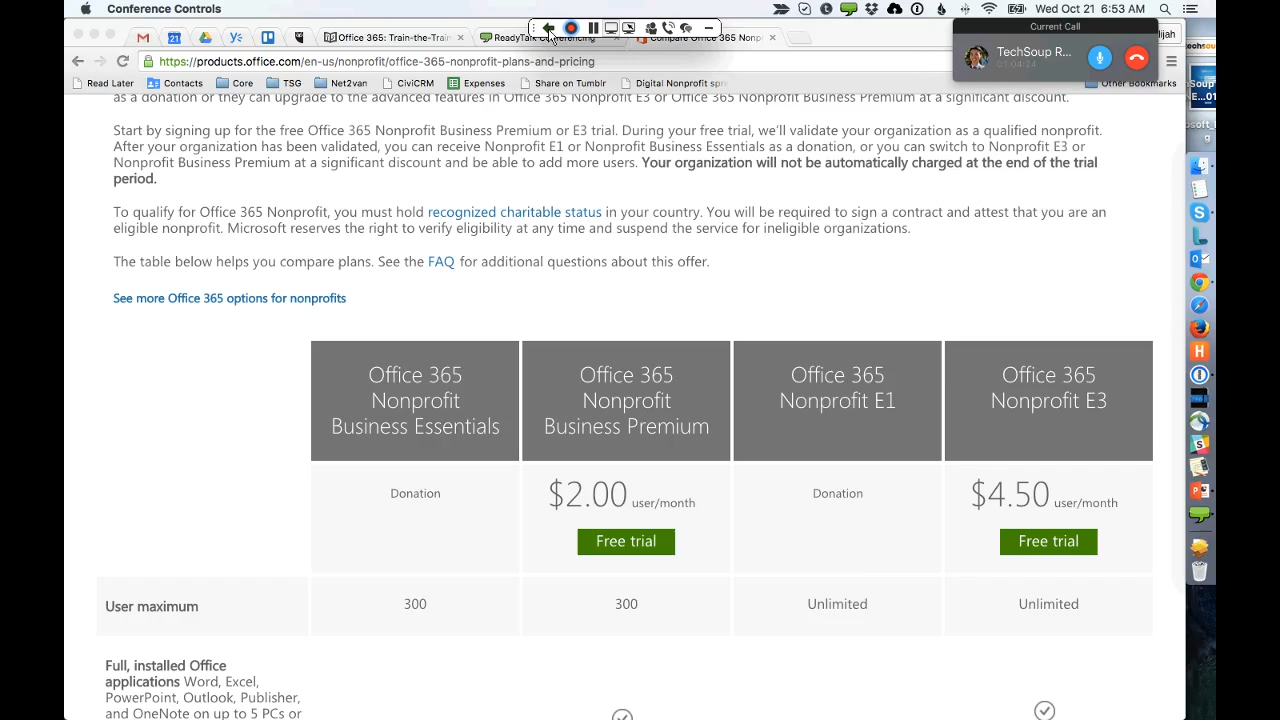 Conference Controls
Wed Oct 21 6:53 AM
Current Call
TechSoup R...
01:04:24
lijah
Office 365: Train-the-Train
ReadyTalk Conferencing
Compare Office 365 Nonpr
https://products.office.com/en-us/nonprofit/office-365-nonprofit-plans-and-pricing
Read Later
Contacts
Core
TSG
NGO2.0
CiviCRM
Expenses
Share on Tumblr
Digital Nonprofit spr
Other Bookmarks
as a donation or they can upgrade to the advanced features of Office 365 Nonprofit E3 or Office 365 Nonprofit Business Premium at a significant discount.
Start by signing up for the free Office 365 Nonprofit Business Premium or E3 trial. During your free trial, we'll validate your organization as a qualified nonprofit.
After your organization has been validated, you can receive Nonprofit E1 or Nonprofit Business Essentials as a donation, or you can switch to Nonprofit E3 or
Nonprofit Business Premium at a significant discount and be able to add more users. Your organization will not be automatically charged at the end of the trial
period.
To qualify for Office 365 Nonprofit, you must hold recognized charitable status in your country. You will be required to sign a contract and attest that you are an
eligible nonprofit. Microsoft reserves the right to verify eligibility at any time and suspend the service for ineligible organizations.
The table below helps you compare plans. See the FAQ for additional questions about this offer.
See more Office 365 options for nonprofits
Office 365
Nonprofit
Business Essentials
Office 365
Nonprofit
Business Premium
Office 365
Nonprofit E1
Office 365
Nonprofit E3
Donation
$2.00 user/month
Free trial
Donation
$4.50 user/month
Free trial
User maximum
300
300
Unlimited
Unlimited
Full, installed Office
applications Word, Excel,
PowerPoint, Outlook, Publisher,
and OneNote on up to 5 PCs or